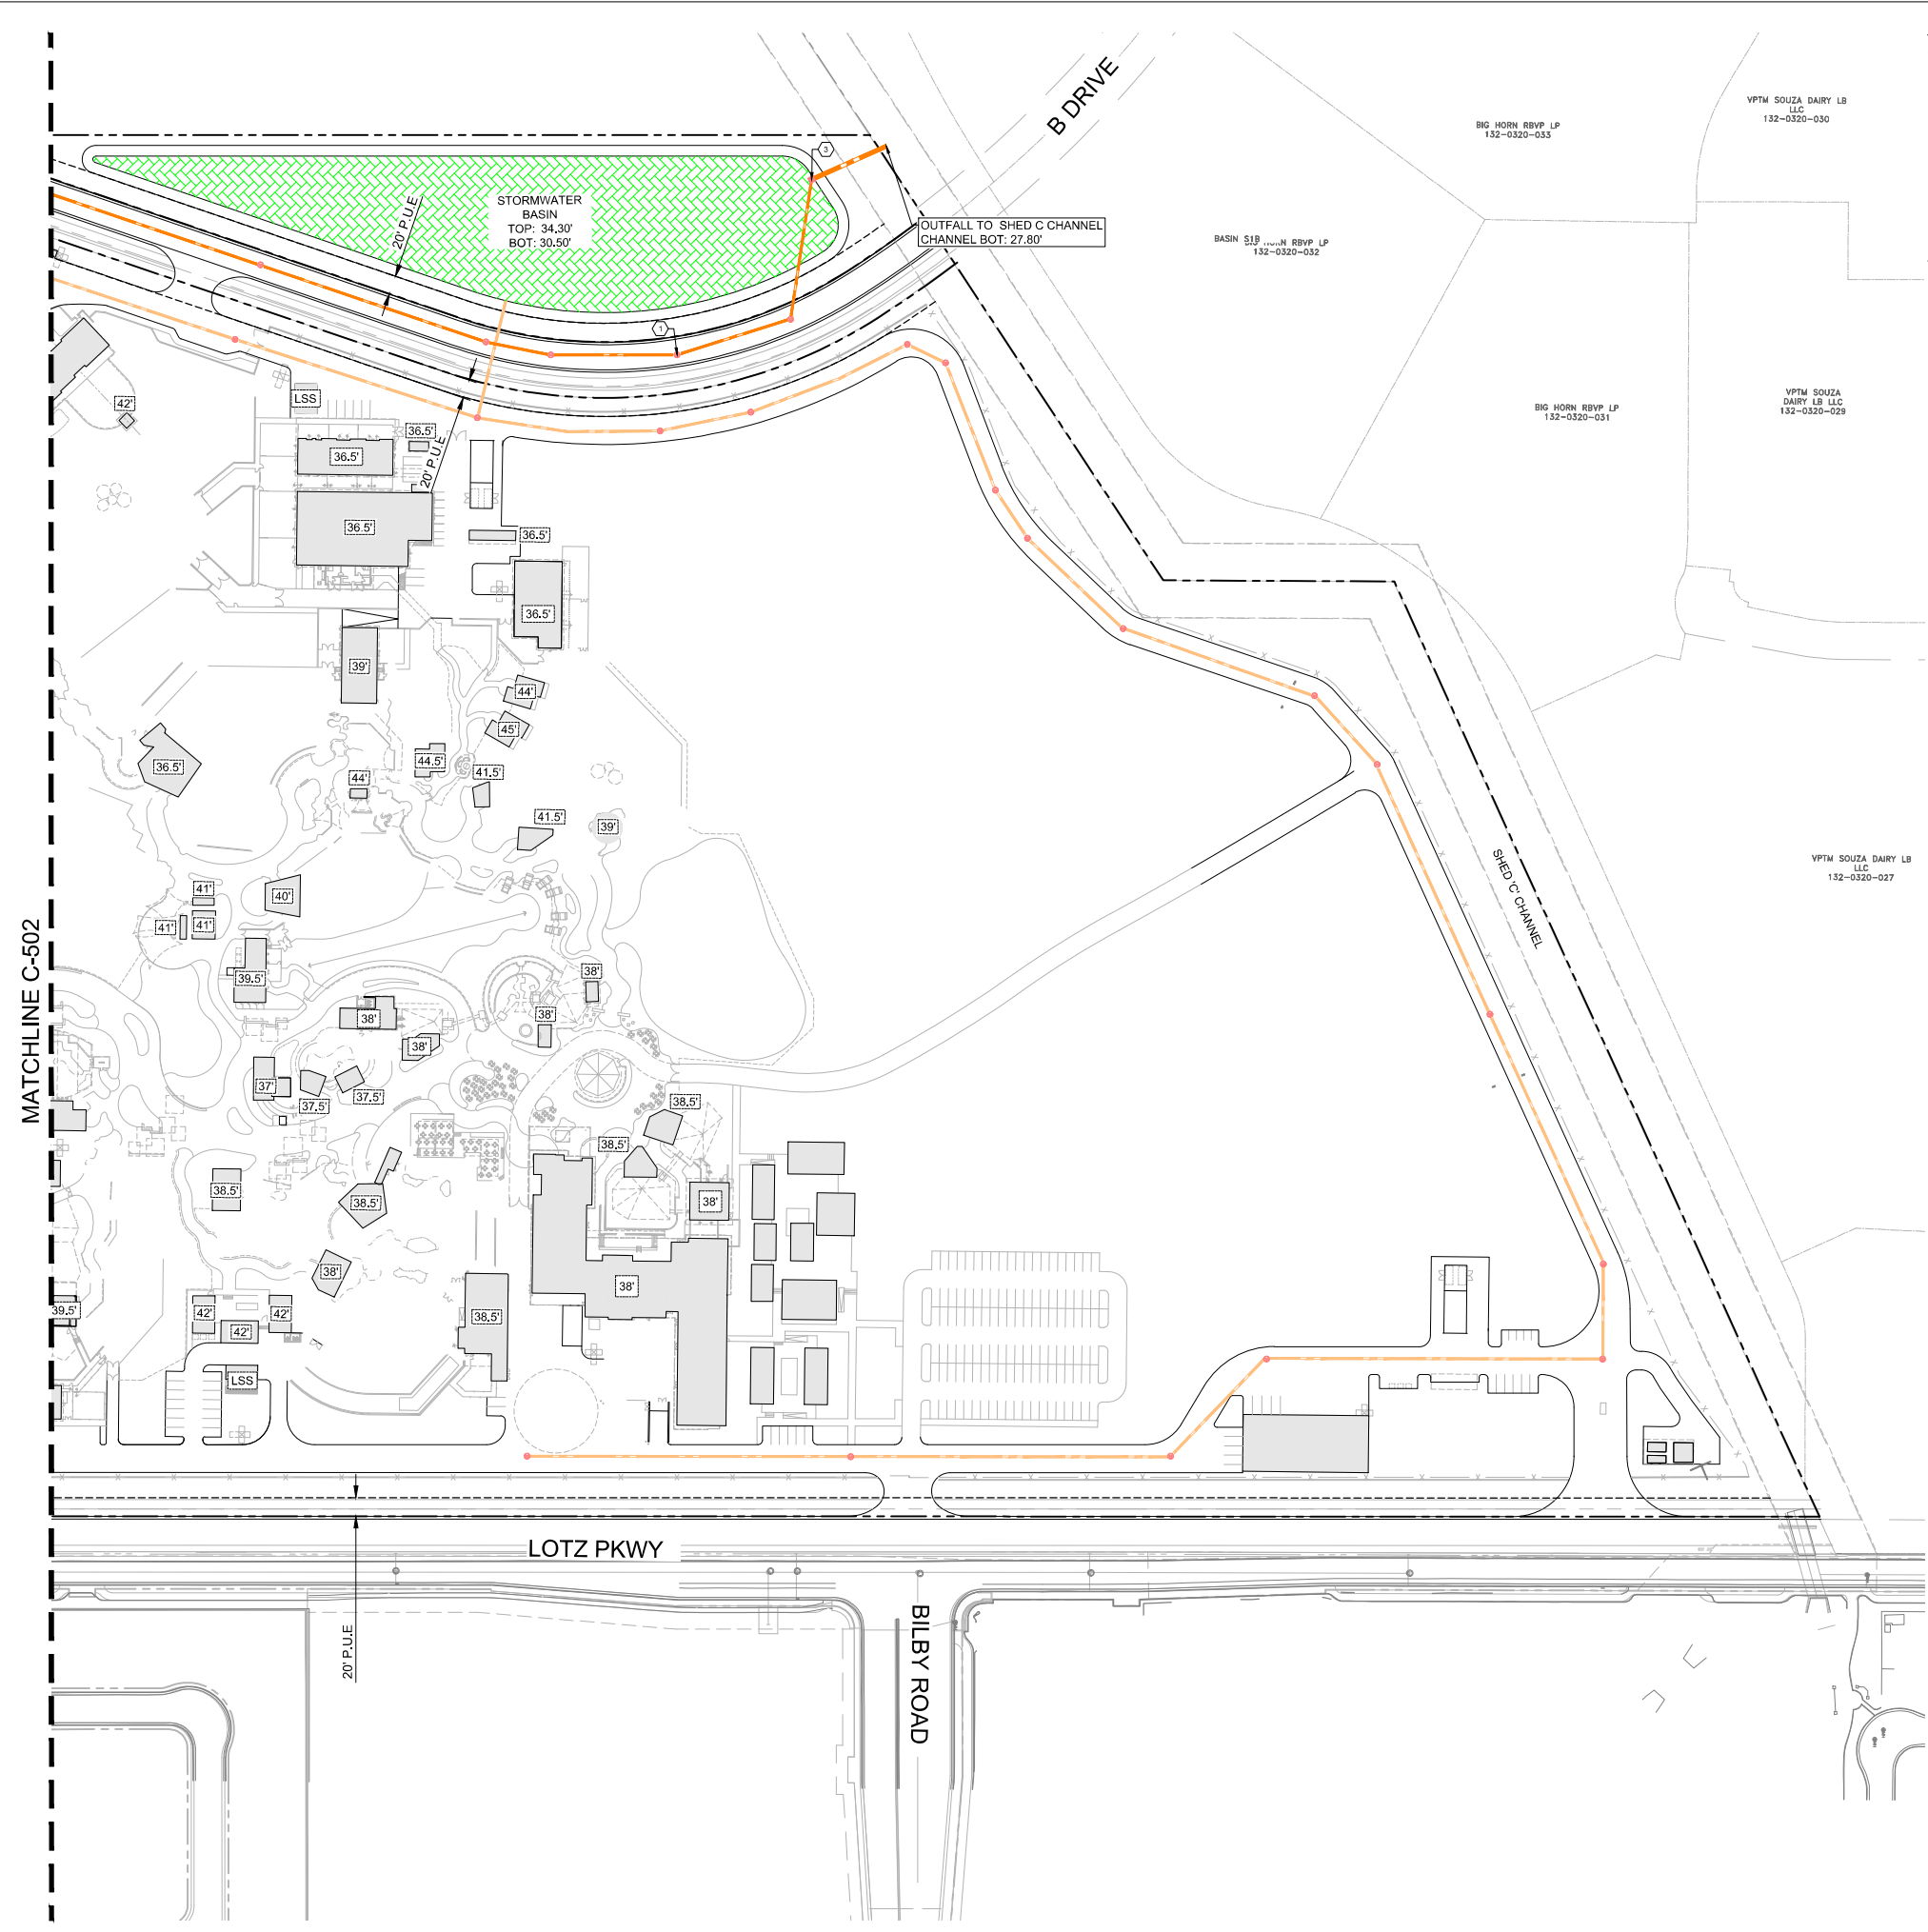 B DRIVE
VPTM SOUZA DAIRY LB
LLC
132-0320-030
BIG HORN RBVP LP
132-0320-033
3
STORMWATER
BASIN
TOP: 34.30'
BOT: 30.50'
20' P.U.E
OUTFALL TO SHED C CHANNEL
CHANNEL BOT: 27.80'
BASIN S1B
RBVP LP
132-0320-032
1
VPTM SOUZA
DAIRY LB LLC
132-0320-029
BIG HORN RBVP LP
132-0320-031
LSS
42'
36.5'
36.5'
20' P.U.E
36.5'
36.5'
36.5'
39'
44'
45'
44.5'
36.5'
44'
41.5'
41.5'
39'
SHED 'C' CHANNEL
VPTM SOUZA DAIRY LB
LLC
132-0320-027
41'
40'
41'
41'
39.5'
38'
38'
38'
38'
MATCHLINE C-502
37'
37.5'
37.5'
38.5'
38.5'
38.5'
38.5'
38'
38'
38'
39.5'
42'
42'
42'
38.5'
LSS
LOTZ PKWY
20' P.U.E
BILBY ROAD